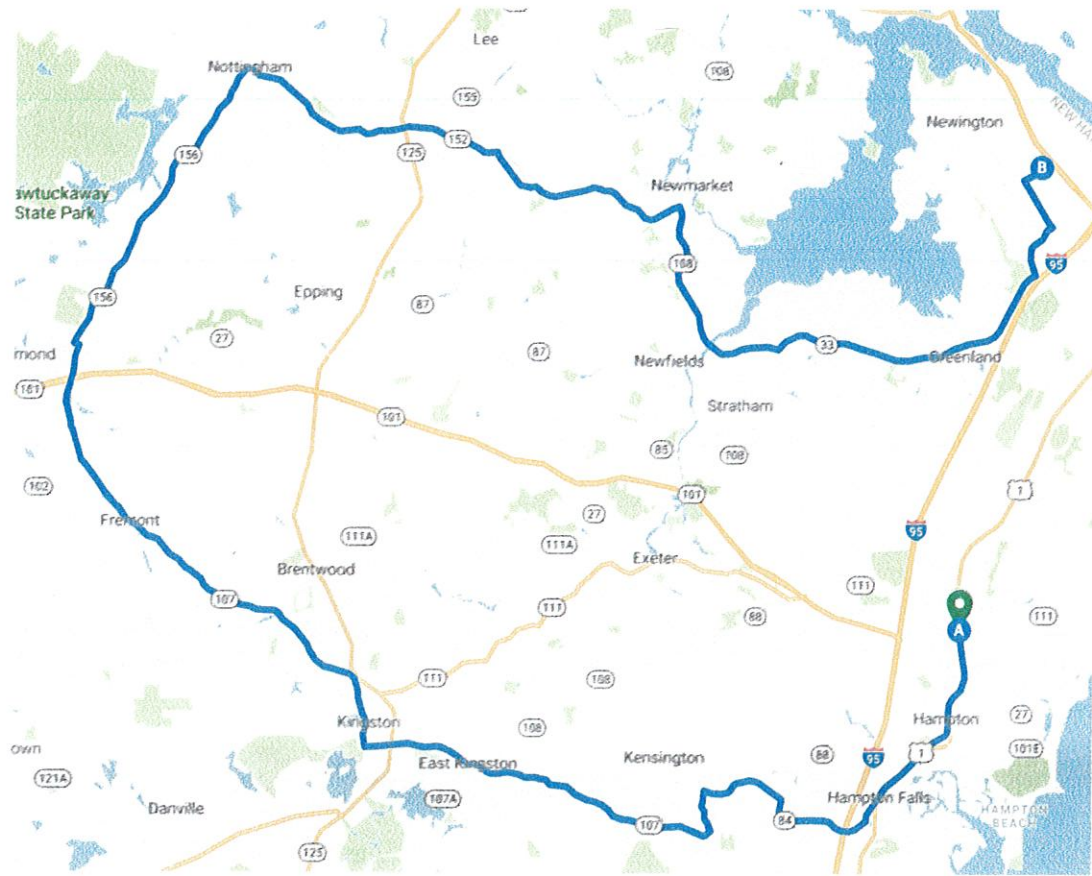 Lee
Nottingham
108
155
Newington
NEW HA
156
152
125
B
Newmarket
awtuckaway
State Park
108
95
156
Epping
87
27
33
mond
87
Newfields
Greenland
101
Stratham
101
85
108
102
101
1
27
Fremont
111A
111A
95
Exeter
Brentwood
111
107
111
88
111
A
111
108
Kingston
108
Hampton
27
own
East Kingston
Kensington
88
95
1
101E
121A
107A
Hampton Falls
Danville
107
84
HAMPTON
BEACH
125